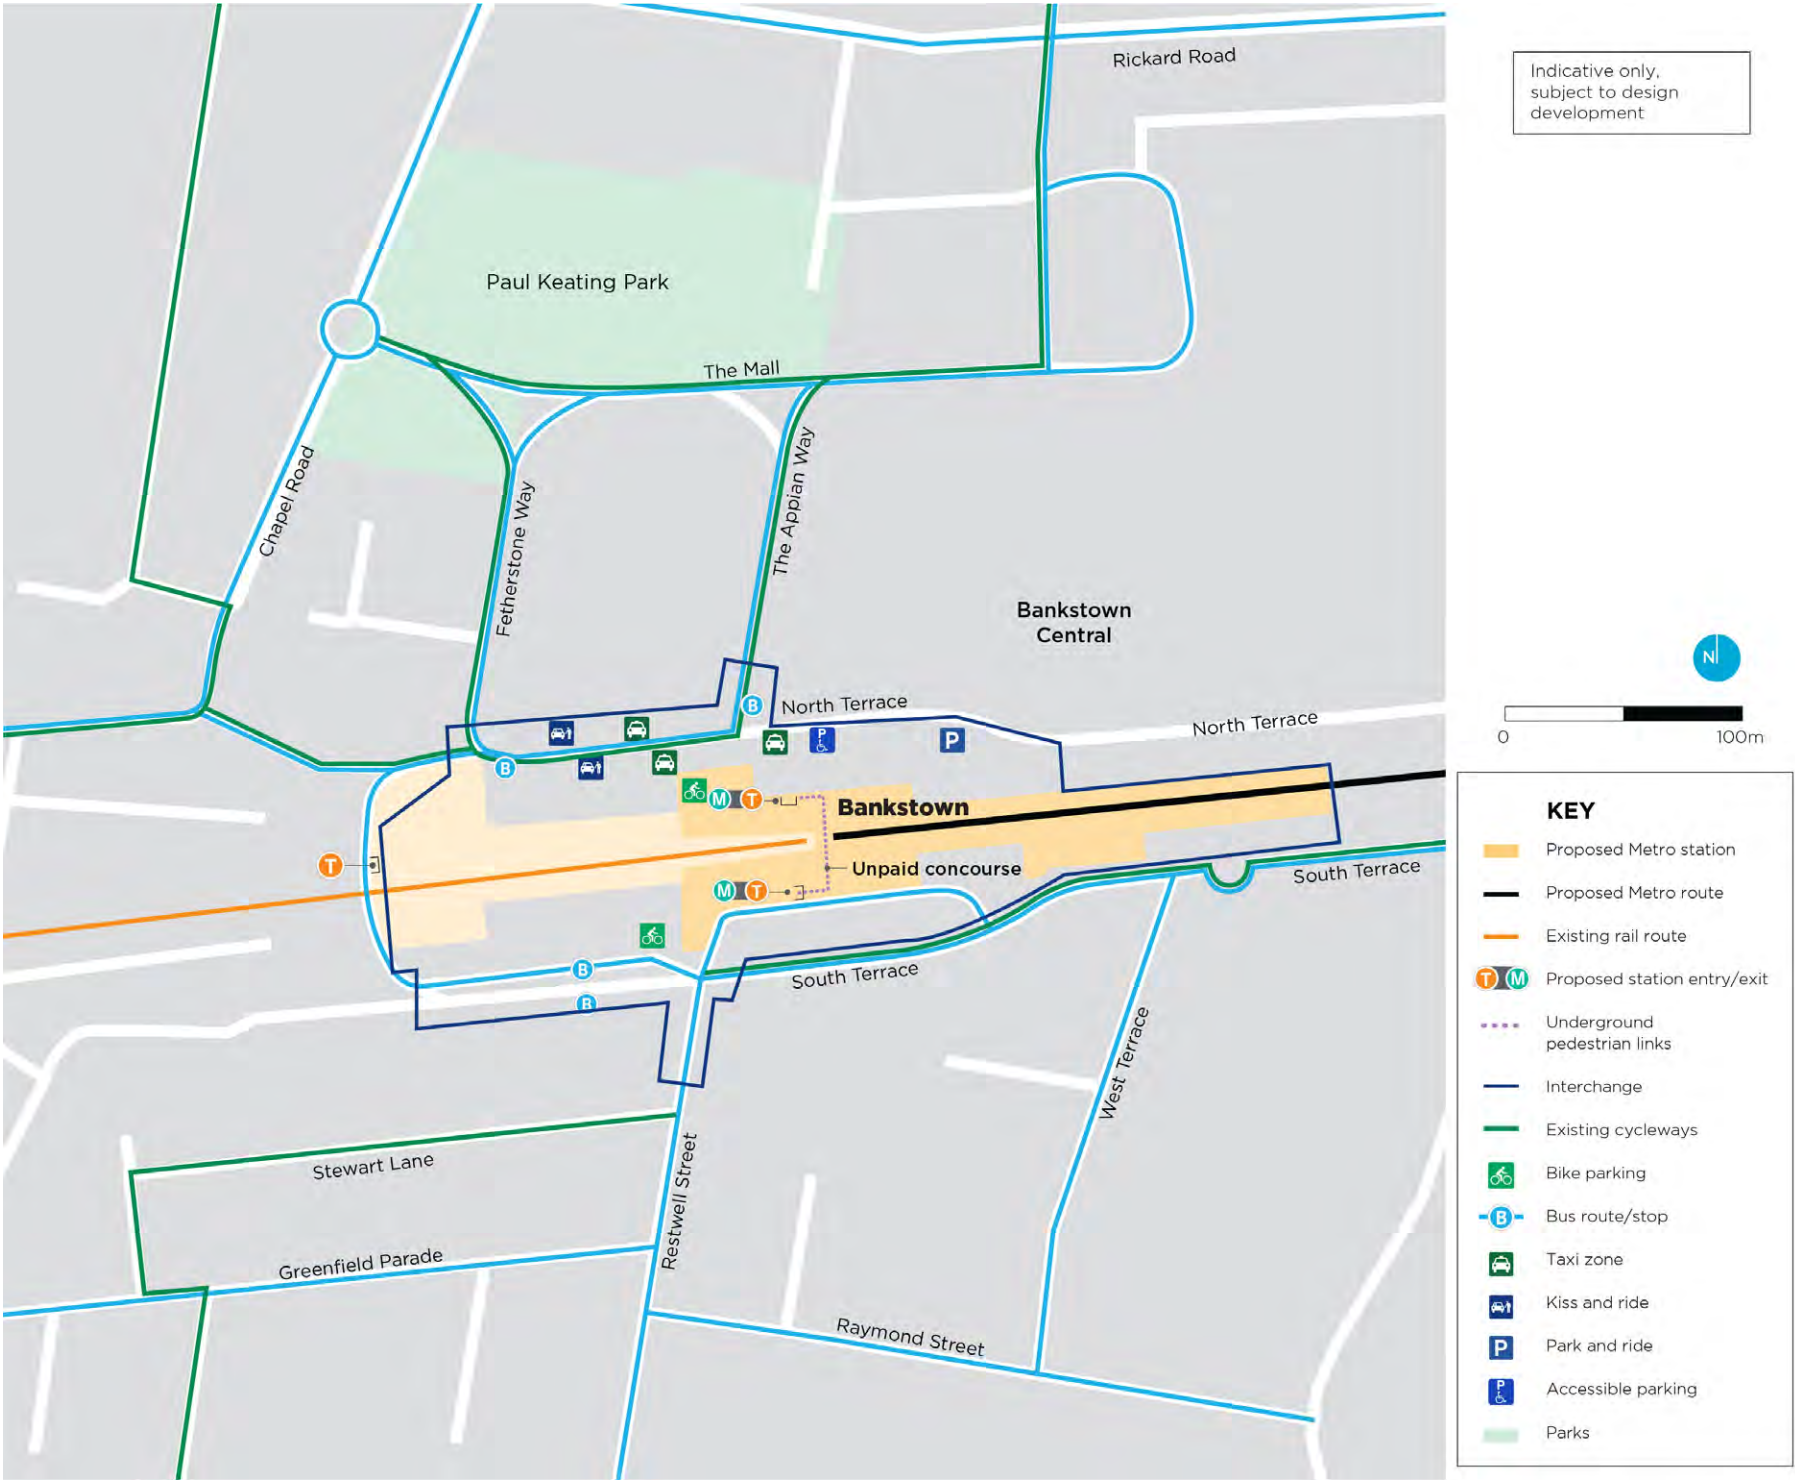 Rickard Road
Indicative only,
subject to design
development
Paul Keating Park
The Mall
Chapel Road
Fetherstone Way
The Appian Way
Bankstown
Central
N
0
100m
B
North Terrace
North Terrace
P
P
B
M T
Bankstown
T
Unpaid concourse
M T
South Terrace
B
South Terrace
B
West Terrace
Stewart Lane
Restwell Street
Greenfield Parade
Raymond Street
KEY
Proposed Metro station
Proposed Metro route
Existing rail route
T M Proposed station entry/exit
Underground
pedestrian links
Interchange
Existing cycleways
Bike parking
B Bus route/stop
Taxi zone
Kiss and ride
P Park and ride
P Accessible parking
Parks